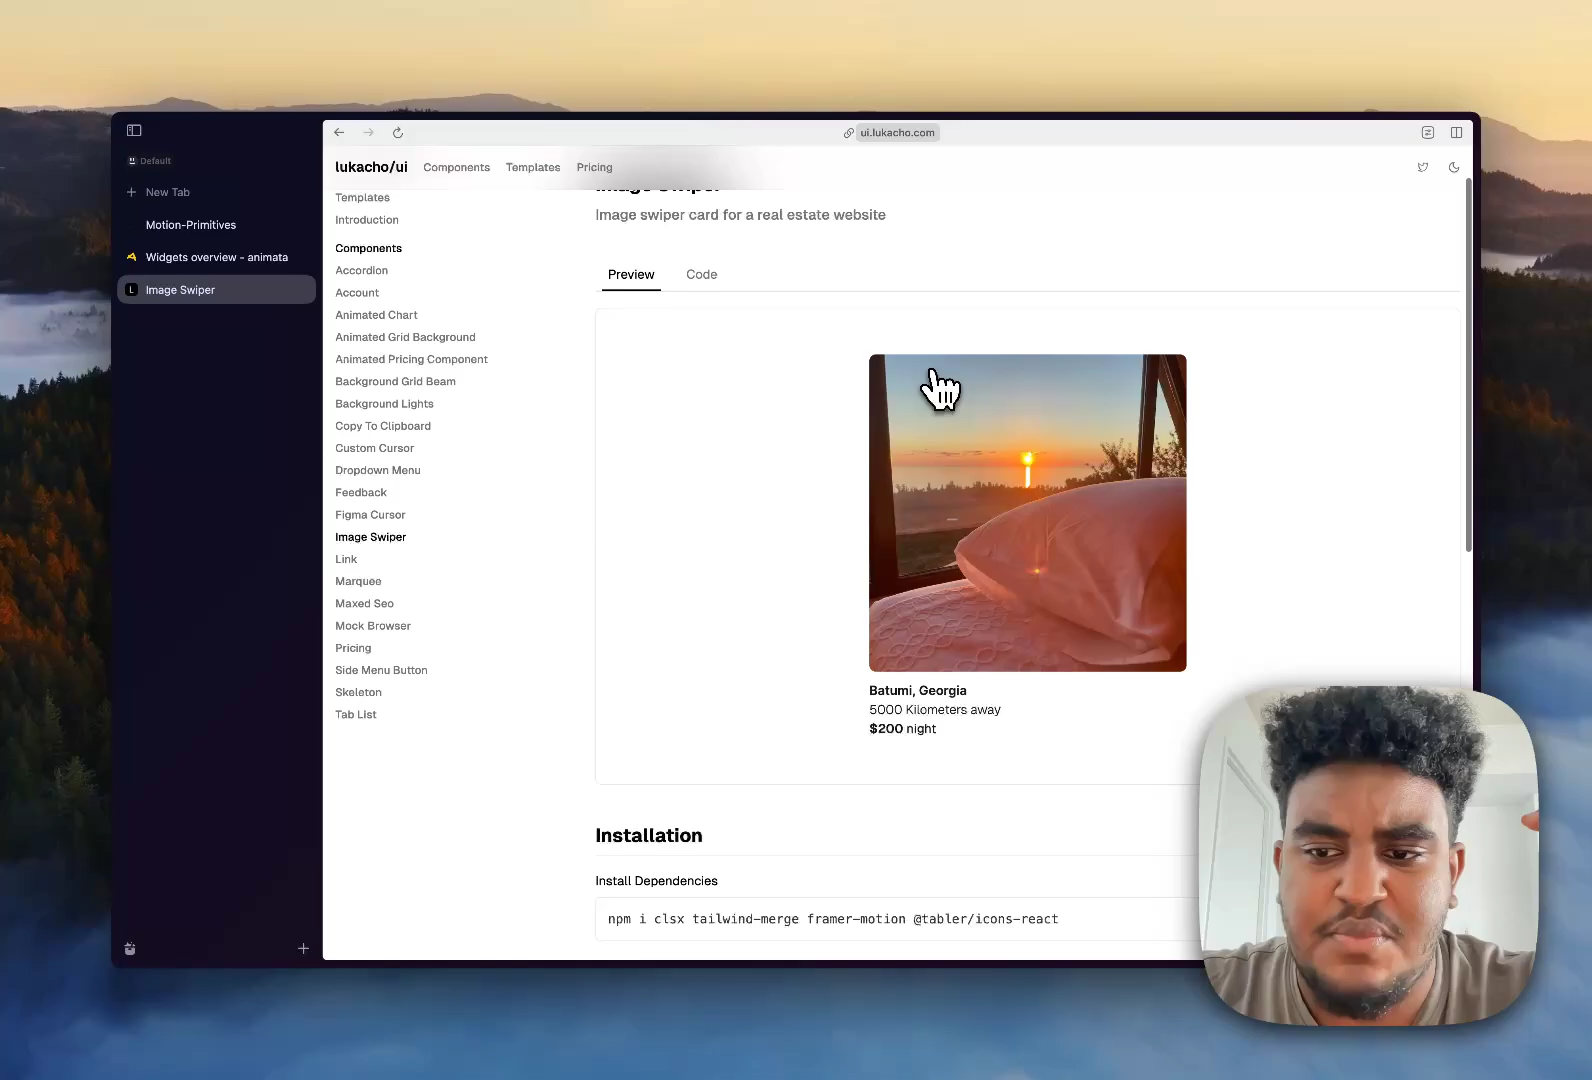 Default
New Tab
Motion-Primitives
Widgets overview - animata
L
Image Swiper
ui.lukacho.com
lukacho/ui
Components
Templates
Pricing
Templates
Introduction
Components
Accordion
Account
Animated Chart
Animated Grid Background
Animated Pricing Component
Background Grid Beam
Background Lights
Copy To Clipboard
Custom Cursor
Dropdown Menu
Feedback
Figma Cursor
Image Swiper
Link
Marquee
Maxed Seo
Mock Browser
Pricing
Side Menu Button
Skeleton
Tab List
Image Swiper
Image swiper card for a real estate website
Preview
Code
Batumi, Georgia
5000 Kilometers away
$200 night
Installation
Install Dependencies
npm i clsx tailwind-merge framer-motion @tabler/icons-react